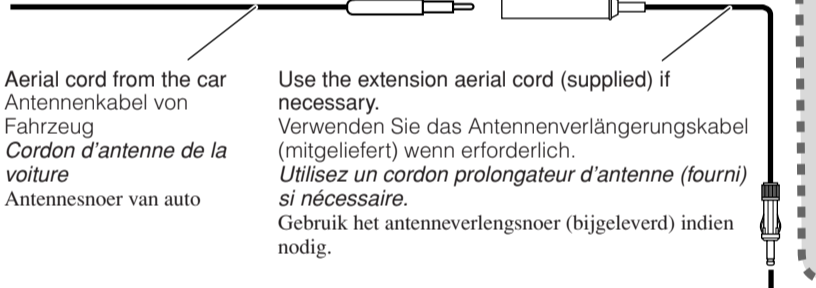 Aerial cord from the car
Antennenkabel von
Fahrzeug
Cordon d'antenne de la
voiture
Antennesnoer van auto
Use the extension aerial cord (supplied) if
necessary.
Verwenden Sie das Antennenverlängerungskabel
(mitgeliefert) wenn erforderlich.
Utilisez un cordon prolongateur d'antenne (fourni)
si nécessaire.
Gebruik het antenneverlengsnoer (bijgeleverd) indien
nodig.